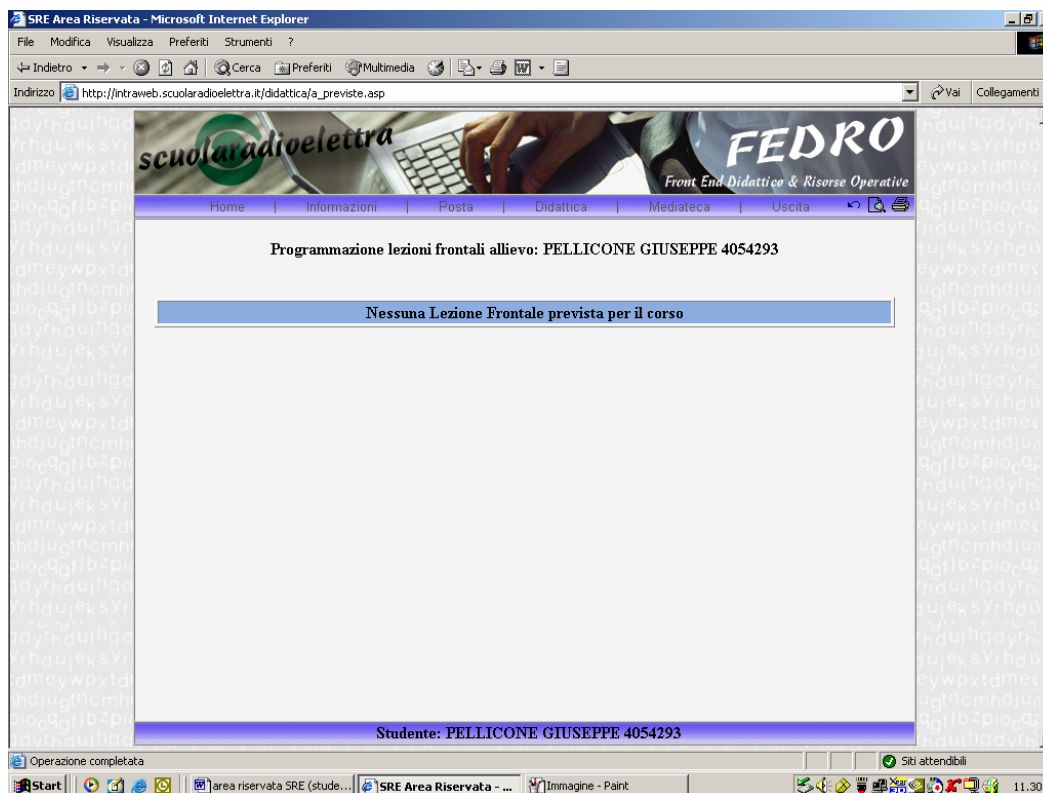 SRE Area Riservata - Microsoft Internet Explorer
File Modifica Visualizza Preferiti Strumenti ?
Indietro Cerca Preferiti Multimedia
Indirizzo http://intraweb.scuolaradioelettra.it/didattica/a_previste.asp Vai Collegamenti
scuolaradioelettra
FEDRO
Front End Didattico & Risorse Operative
Home | Informazioni | Posta | Didattica | Mediateca | Uscita
Programmazione lezioni frontali allievo: PELLICONE GIUSEPPE 4054293
Nessuna Lezione Frontale prevista per il corso
Studente: PELLICONE GIUSEPPE 4054293
Operazione completata Siti attendibili
Start area riservata SRE (stude... SRE Area Riservata - ... Immagine - Paint 11.30